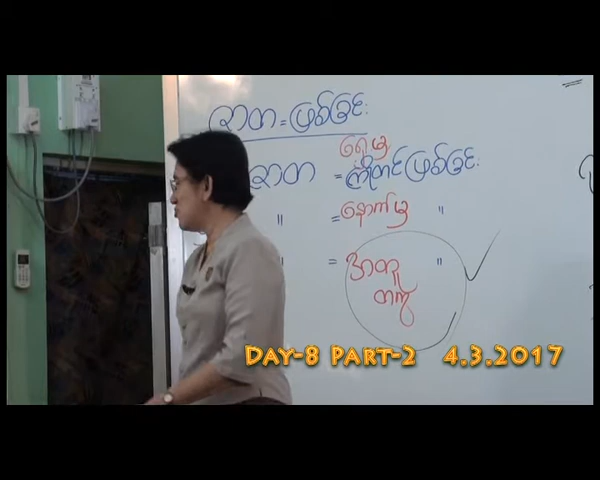 ဇာတ = ဖြစ်ခြင်း
ရှေ့မှ
ဇာတ = ကြိုတင်ဖြစ်ခြင်း
" = နောက်မှ "
" = အတူ "
တကွ
DAY-8 PART-2 4.3.2017